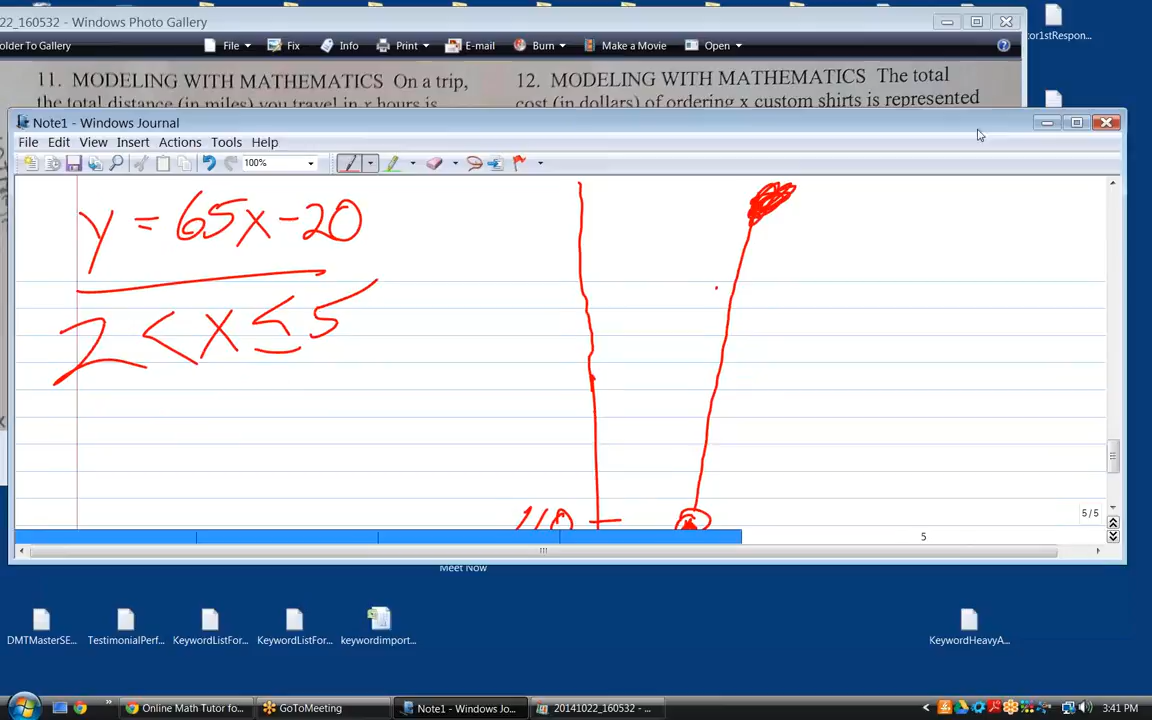 22_160532 - Windows Photo Gallery
older To Gallery File Fix Info Print E-mail Burn Make a Movie Open
tor1stRespon...
11. MODELING WITH MATHEMATICS On a trip,
the total distance (in miles) you travel in x hours is
12. MODELING WITH MATHEMATICS The total
cost (in dollars) of ordering x custom shirts is represented
Note1 - Windows Journal
File Edit View Insert Actions Tools Help
100%
y = 65x-20
2 < x ≤ 5
110
5/5
5
Meet Now
DMTMasterSE... TestimonialPerf... KeywordListFor... KeywordListFor... keywordimport... KeywordHeavyA...
Online Math Tutor fo... GoToMeeting Note1 - Windows Jo... 20141022_160532 - ... 3:41 PM